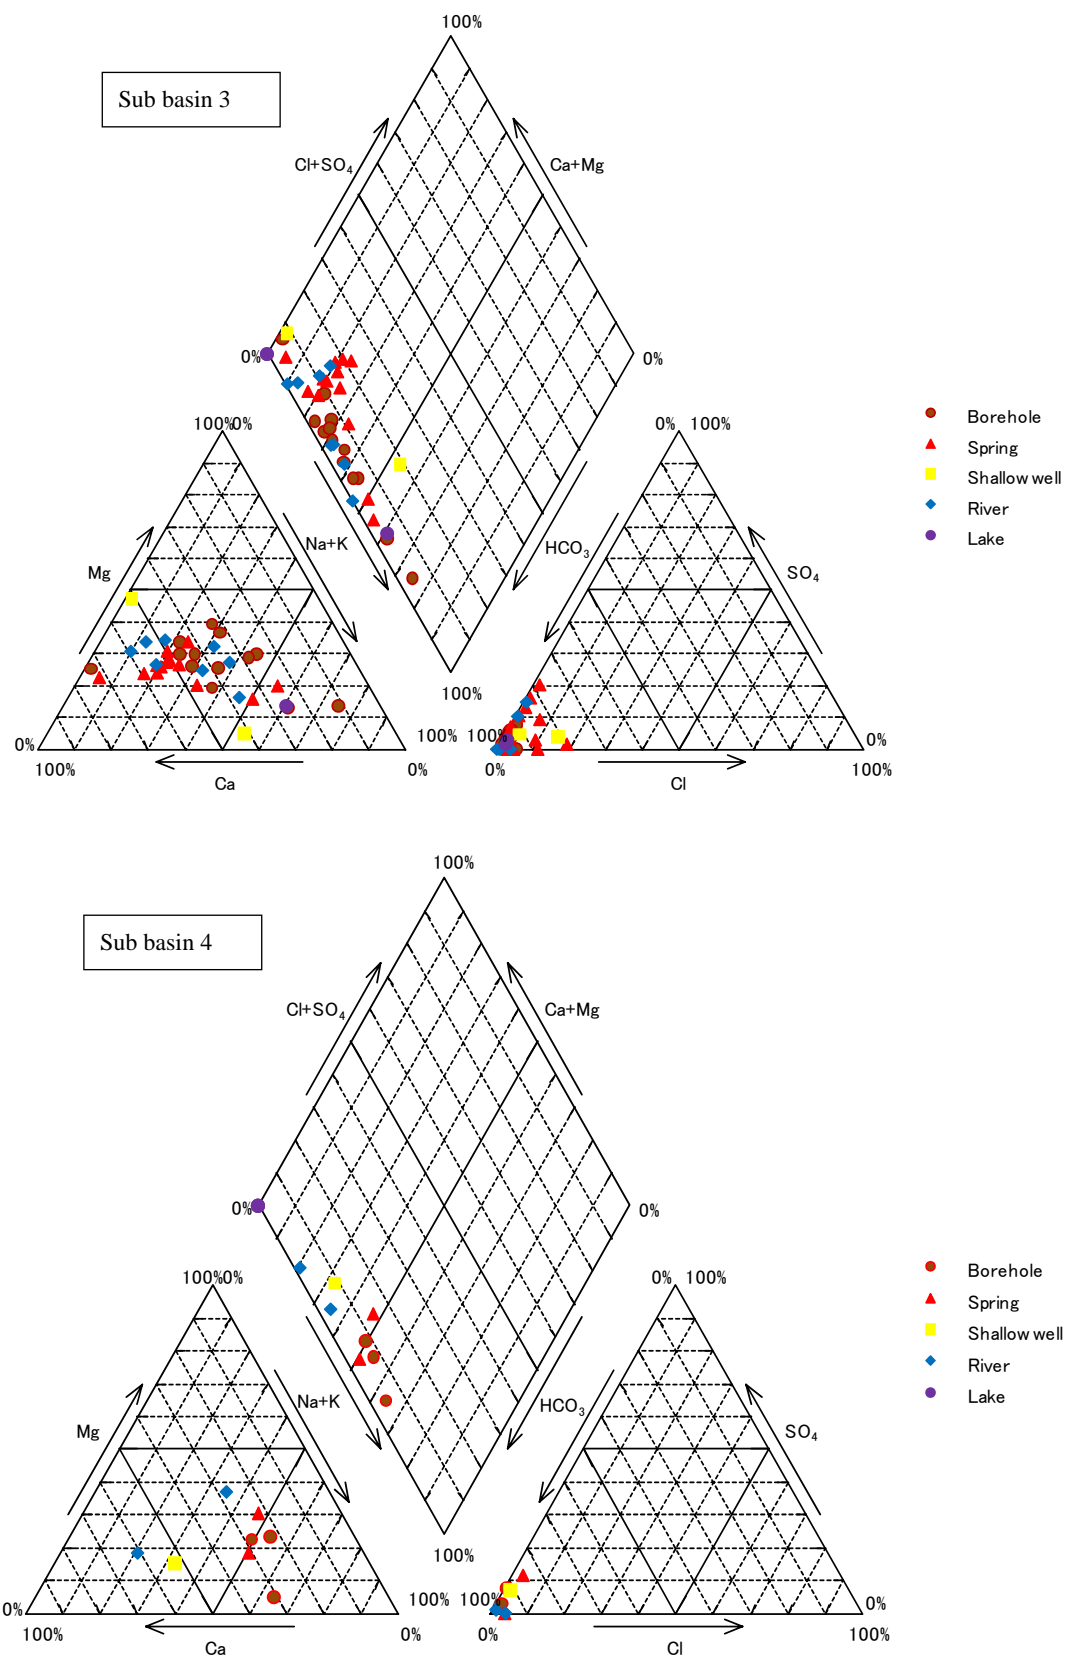 100%
Sub basin 3
Cl+SO4
Ca+Mg
0%
0%
100%0%
0% 100%
Borehole
Spring
Shallow well
River
Lake
Na+K
HCO3
Mg
SO4
100%
0%
100% 100%
0%
100%
0%
0%
100%
Ca
Cl
100%
Sub basin 4
Cl+SO4
Ca+Mg
0%
0%
100%0%
0% 100%
Borehole
Spring
Shallow well
River
Lake
Na+K
HCO3
Mg
SO4
100%
0%
100% 100%
0%
100%
0%
0%
100%
Ca
Cl